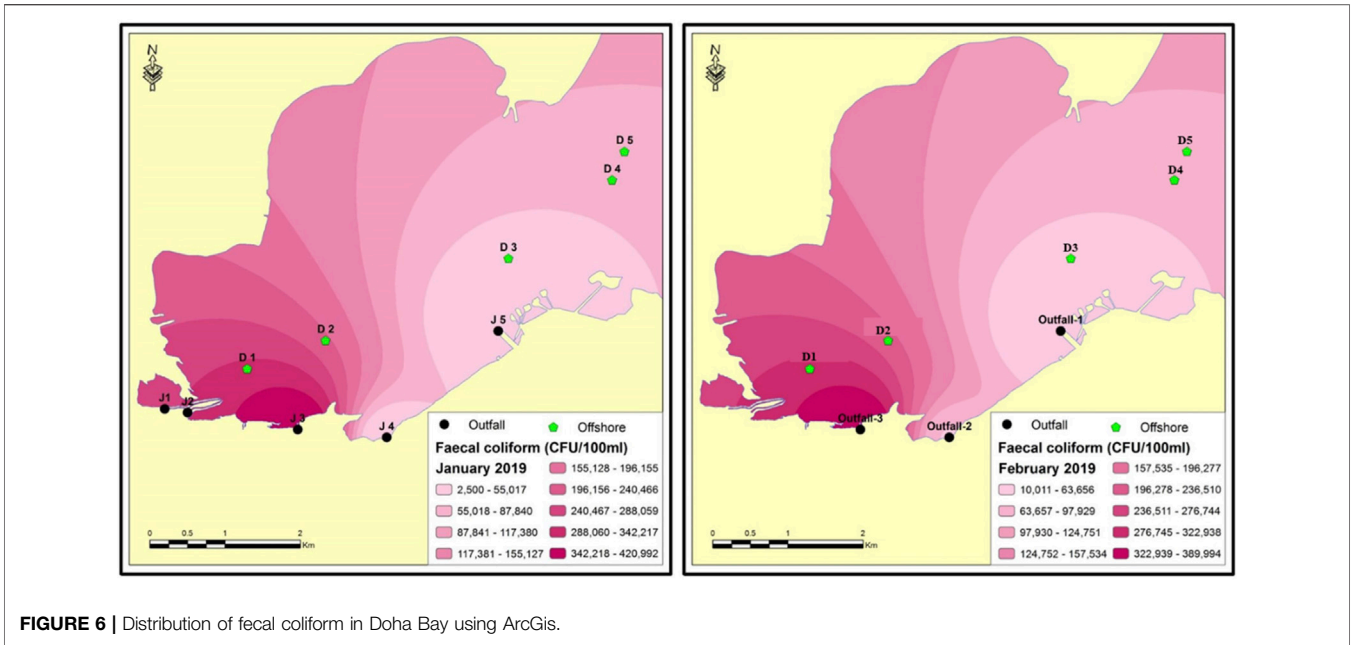 N
D 5
D 4
D 3
J 5
D 2
D 1
J1
J2
J 3
J 4
Outfall
Offshore
Faecal coliform (CFU/100ml)
January 2019
2,500 - 55,017
55,018 - 87,840
87,841 - 117,380
117,381 - 155,127
155,128 - 196,155
196,156 - 240,466
240,467 - 288,059
288,060 - 342,217
342,218 - 420,992
0 0.5 1 2
Km
N
D5
D4
D3
Outfall-1
D2
D1
Outfall-3
Outfall-2
Outfall
Offshore
Faecal coliform (CFU/100ml)
February 2019
10,011 - 63,656
63,657 - 97,929
97,930 - 124,751
124,752 - 157,534
157,535 - 196,277
196,278 - 236,510
236,511 - 276,744
276,745 - 322,938
322,939 - 389,994
0 0.5 1 2
Km
FIGURE 6 | Distribution of fecal coliform in Doha Bay using ArcGis.